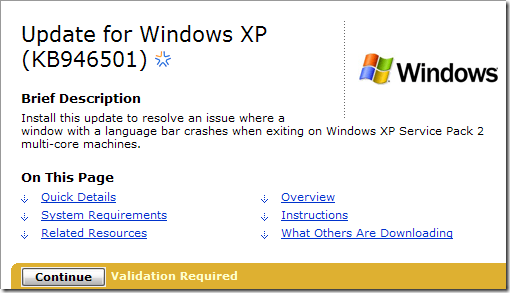 Update for Windows XP
(KB946501)
Windows
Brief Description
Install this update to resolve an issue where a
window with a language bar crashes when exiting on Windows XP Service Pack 2
multi-core machines.
On This Page
Quick Details
Overview
System Requirements
Instructions
Related Resources
What Others Are Downloading
Continue Validation Required